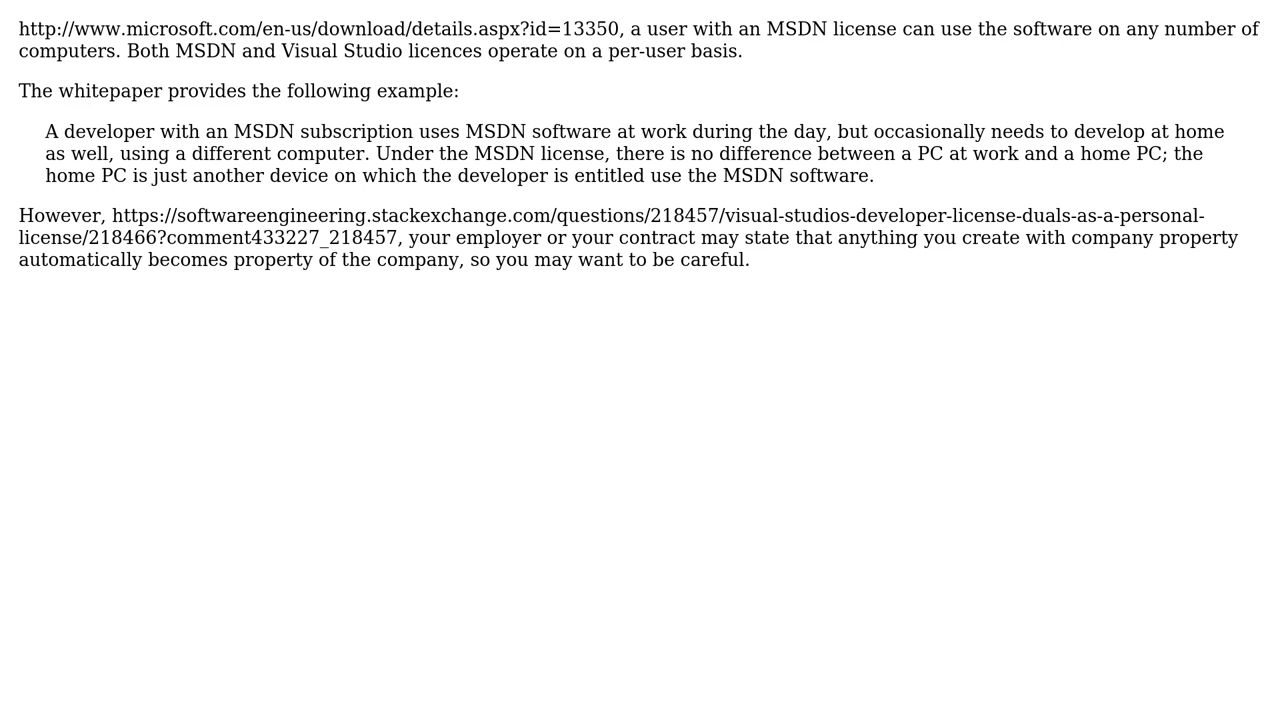 http://www.microsoft.com/en-us/download/details.aspx?id=13350, a user with an MSDN license can use the software on any number of
computers. Both MSDN and Visual Studio licences operate on a per-user basis.
The whitepaper provides the following example:
A developer with an MSDN subscription uses MSDN software at work during the day, but occasionally needs to develop at home
as well, using a different computer. Under the MSDN license, there is no difference between a PC at work and a home PC; the
home PC is just another device on which the developer is entitled use the MSDN software.
However, https://softwareengineering.stackexchange.com/questions/218457/visual-studios-developer-license-duals-as-a-personal-
license/218466?comment433227_218457, your employer or your contract may state that anything you create with company property
automatically becomes property of the company, so you may want to be careful.